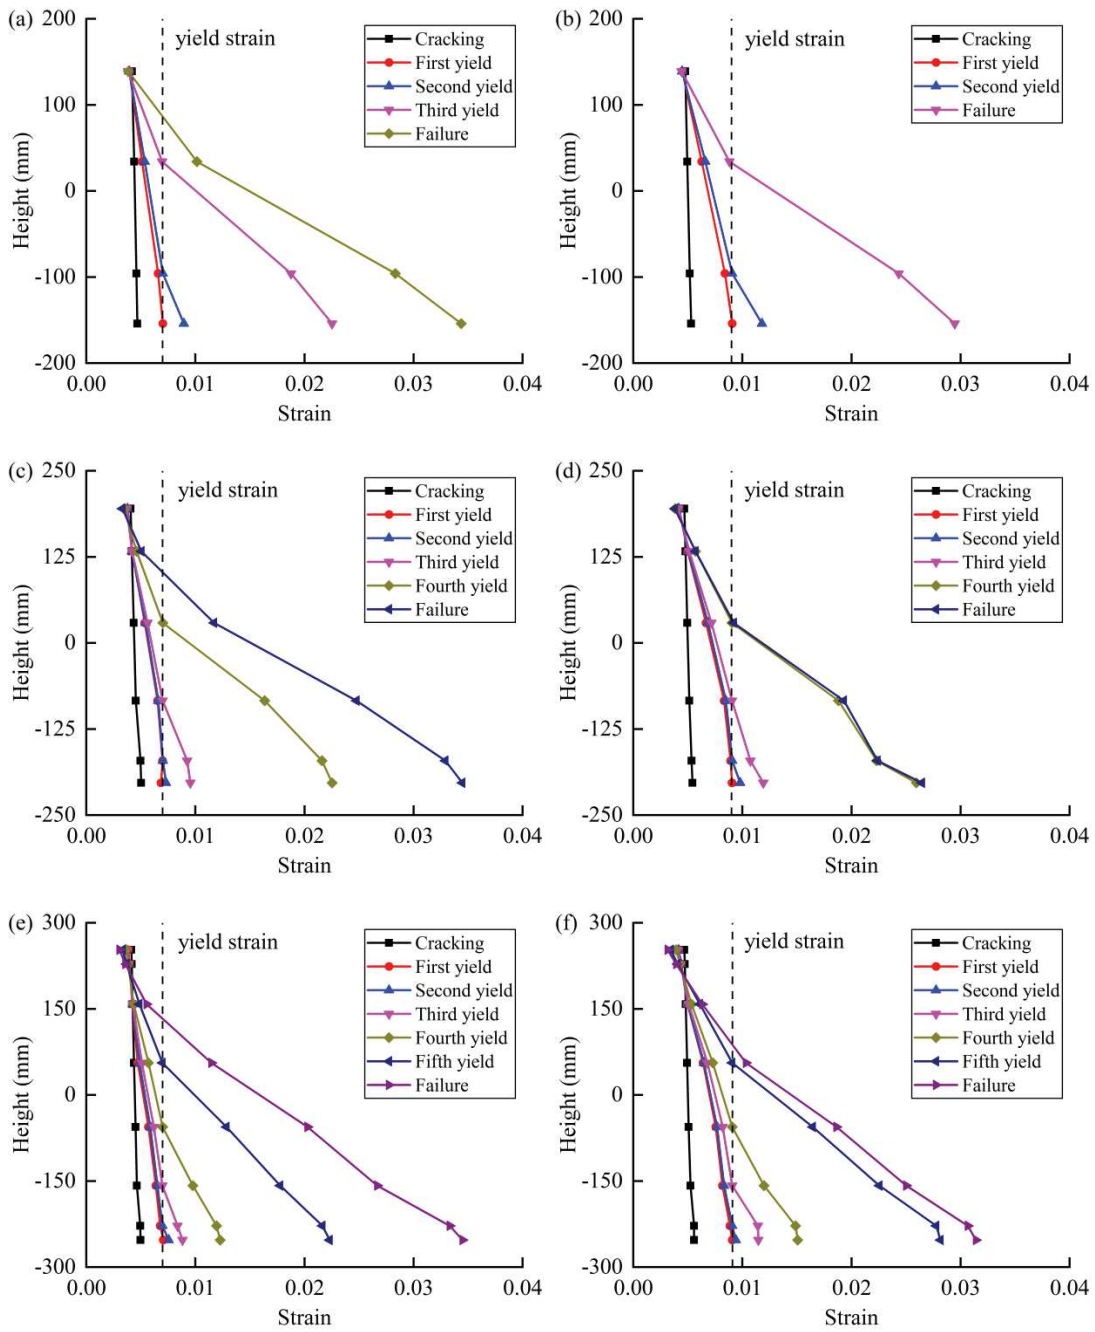 (a)
200
100
0
-100
-200
Height (mm)
yield strain
Cracking
First yield
Second yield
Third yield
Failure
0.00 0.01 0.02 0.03 0.04
Strain
(b)
200
100
0
-100
-200
Height (mm)
yield strain
Cracking
First yield
Second yield
Failure
0.00 0.01 0.02 0.03 0.04
Strain
(c)
250
125
0
-125
-250
Height (mm)
yield strain
Cracking
First yield
Second yield
Third yield
Fourth yield
Failure
0.00 0.01 0.02 0.03 0.04
Strain
(d)
250
125
0
-125
-250
Height (mm)
yield strain
Cracking
First yield
Second yield
Third yield
Fourth yield
Failure
0.00 0.01 0.02 0.03 0.04
Strain
(e)
300
150
0
-150
-300
Height (mm)
yield strain
Cracking
First yield
Second yield
Third yield
Fourth yield
Fifth yield
Failure
0.00 0.01 0.02 0.03 0.04
Strain
(f)
300
150
0
-150
-300
Height (mm)
yield strain
Cracking
First yield
Second yield
Third yield
Fourth yield
Fifth yield
Failure
0.00 0.01 0.02 0.03 0.04
Strain